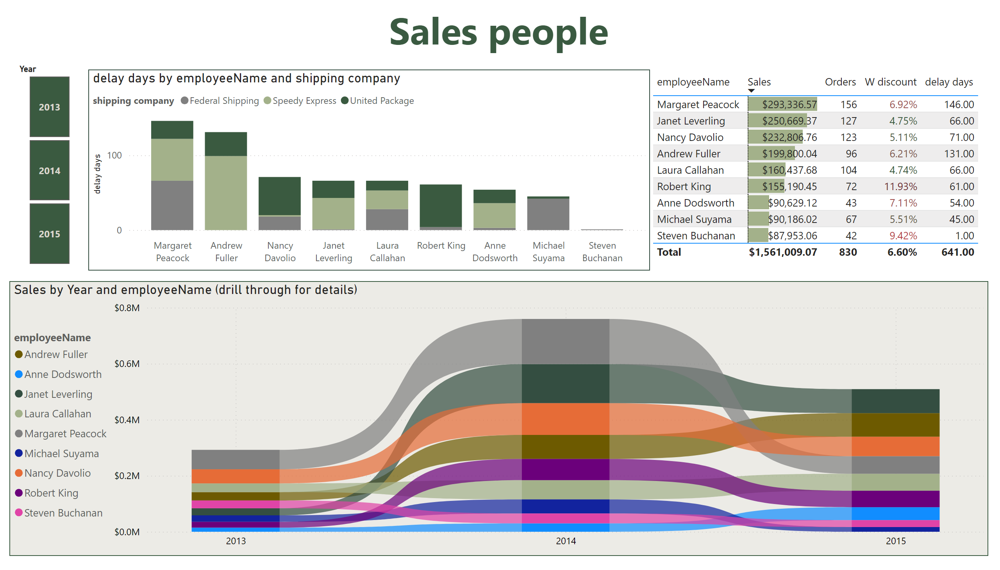 Sales people
Year
2013
2014
2015
delay days by employeeName and shipping company
shipping company Federal Shipping Speedy Express United Package
delay days
100
0
Margaret Peacock
Andrew Fuller
Nancy Davolio
Janet Leverling
Laura Callahan
Robert King
Anne Dodsworth
Michael Suyama
Steven Buchanan
employeeName Sales Orders W discount delay days
Margaret Peacock $293,336.57 156 6.92% 146.00
Janet Leverling $250,669.37 127 4.75% 66.00
Nancy Davolio $232,806.76 123 5.11% 71.00
Andrew Fuller $199,800.04 96 6.21% 131.00
Laura Callahan $160,437.68 104 4.74% 66.00
Robert King $155,190.45 72 11.93% 61.00
Anne Dodsworth $90,629.12 43 7.11% 54.00
Michael Suyama $90,186.02 67 5.51% 45.00
Steven Buchanan $87,953.06 42 9.42% 1.00
Total $1,561,009.07 830 6.60% 641.00
Sales by Year and employeeName (drill through for details)
employeeName
Andrew Fuller
Anne Dodsworth
Janet Leverling
Laura Callahan
Margaret Peacock
Michael Suyama
Nancy Davolio
Robert King
Steven Buchanan
$0.8M
$0.6M
$0.4M
$0.2M
$0.0M
2013 2014 2015